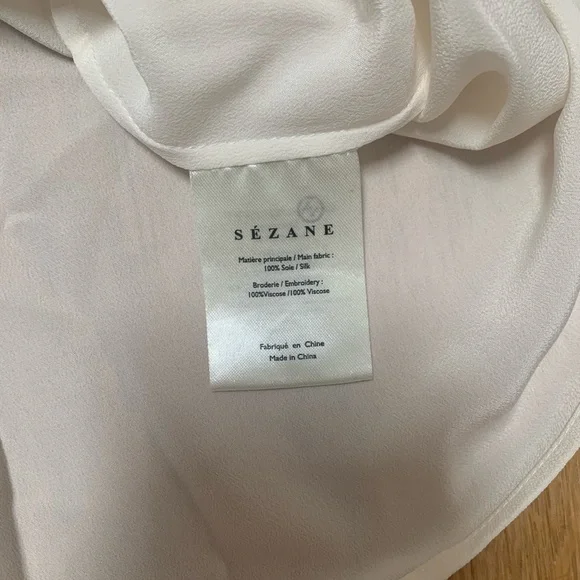 SÉZANE
Matière principale / Main fabric :
100% Soie / Silk
Broderie / Embroidery :
100%Viscose /100% Viscose
Fabriqué en Chine
Made in China